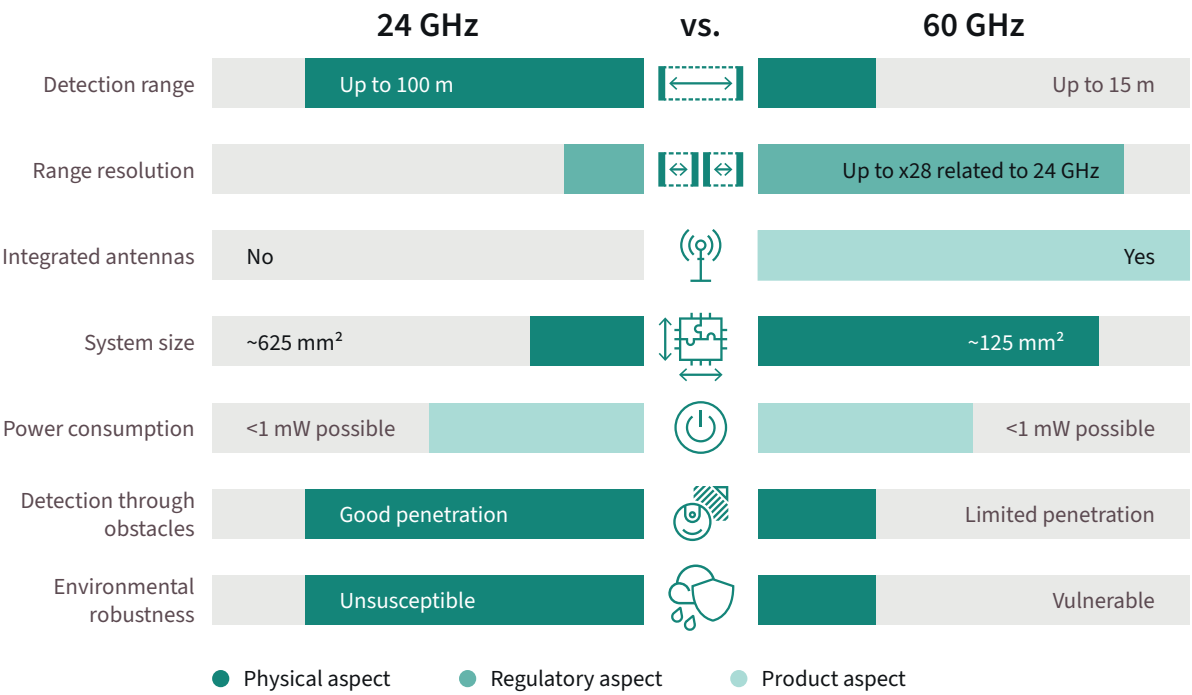 24 GHz vs. 60 GHz
Detection range Up to 100 m Up to 15 m
Range resolution Up to x28 related to 24 GHz
Integrated antennas No Yes
System size ~625 mm² ~125 mm²
Power consumption <1 mW possible <1 mW possible
Detection through
obstacles Good penetration Limited penetration
Environmental
robustness Unsusceptible Vulnerable
Physical aspect Regulatory aspect Product aspect